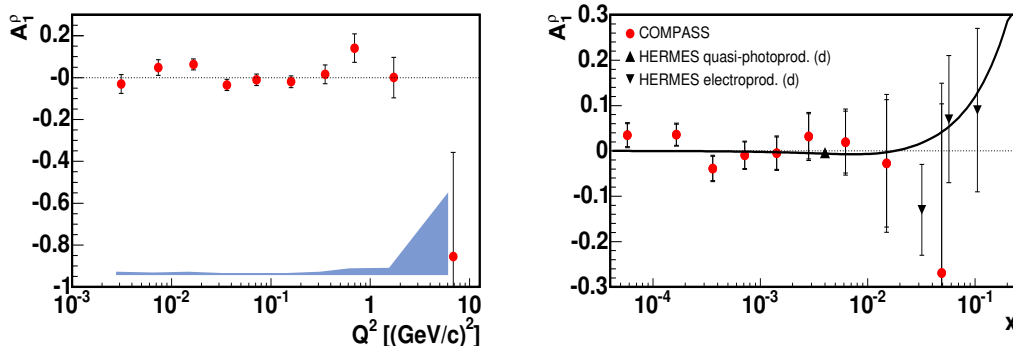 A₁^ρ
0.2
-0
-0.2
-0.4
-0.6
-0.8
-1
10⁻³ 10⁻² 10⁻¹ 1 10
Q² [(GeV/c)²]
A₁^ρ
0.3
0.2
0.1
0
-0.1
-0.2
-0.3
COMPASS
HERMES quasi-photoprod. (d)
HERMES electroprod. (d)
10⁻⁴ 10⁻³ 10⁻² 10⁻¹
x